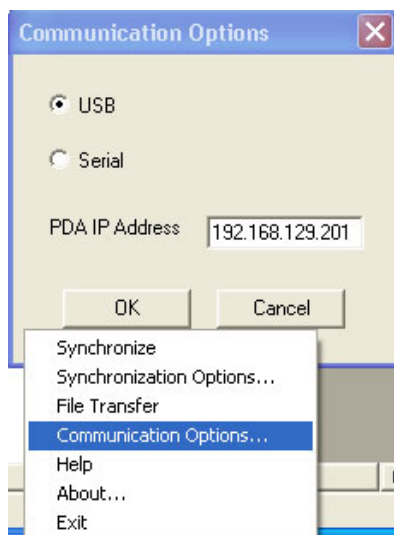 Communication Options
USB
Serial
PDA IP Address 192.168.129.201
OK Cancel
Synchronize
Synchronization Options...
File Transfer
Communication Options...
Help
About...
Exit